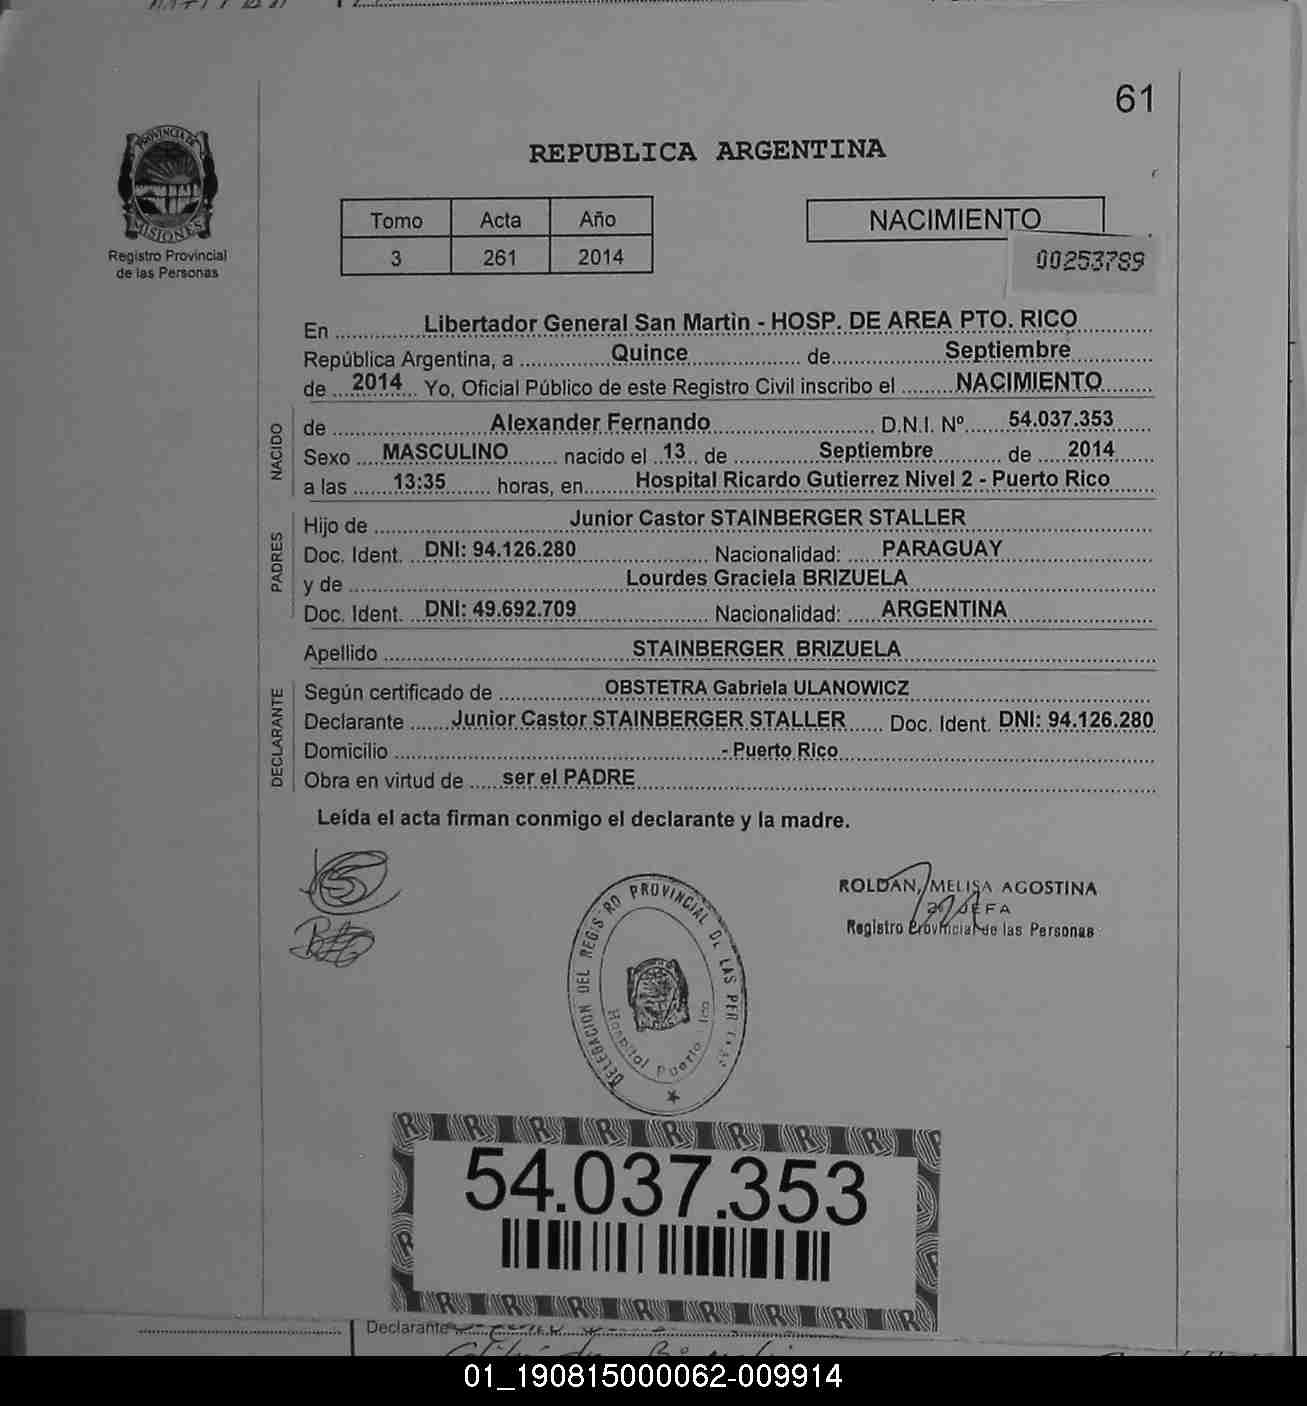 61
PROVINCIA DE
MISIONES
Registro Provincial
de las Personas
REPUBLICA ARGENTINA
Tomo Acta Año
3 261 2014
NACIMIENTO
00253789
En Libertador General San Martin - HOSP. DE AREA PTO. RICO
República Argentina, a Quince de Septiembre
de 2014 Yo, Oficial Público de este Registro Civil inscribo el NACIMIENTO
NACIDO
de Alexander Fernando D.N.I. Nº 54.037.353
Sexo MASCULINO nacido el 13 de Septiembre de 2014
a las 13:35 horas, en Hospital Ricardo Gutierrez Nivel 2 - Puerto Rico
PADRES
Hijo de Junior Castor STAINBERGER STALLER
Doc. Ident. DNI: 94.126.280 Nacionalidad: PARAGUAY
y de Lourdes Graciela BRIZUELA
Doc. Ident. DNI: 49.692.709 Nacionalidad: ARGENTINA
Apellido STAINBERGER BRIZUELA
DECLARANTE
Según certificado de OBSTETRA Gabriela ULANOWICZ
Declarante Junior Castor STAINBERGER STALLER Doc. Ident. DNI: 94.126.280
Domicilio - Puerto Rico
Obra en virtud de ser el PADRE
Leída el acta firman conmigo el declarante y la madre.
ROLDAN, MELISA AGOSTINA
JEFA
Registro Provincial de las Personas
DELEGACION DEL REGISTRO PROVINCIAL DE LAS PERSONAS
Hospital Puerto Rico
54.037.353
Declarante
01_190815000062-009914